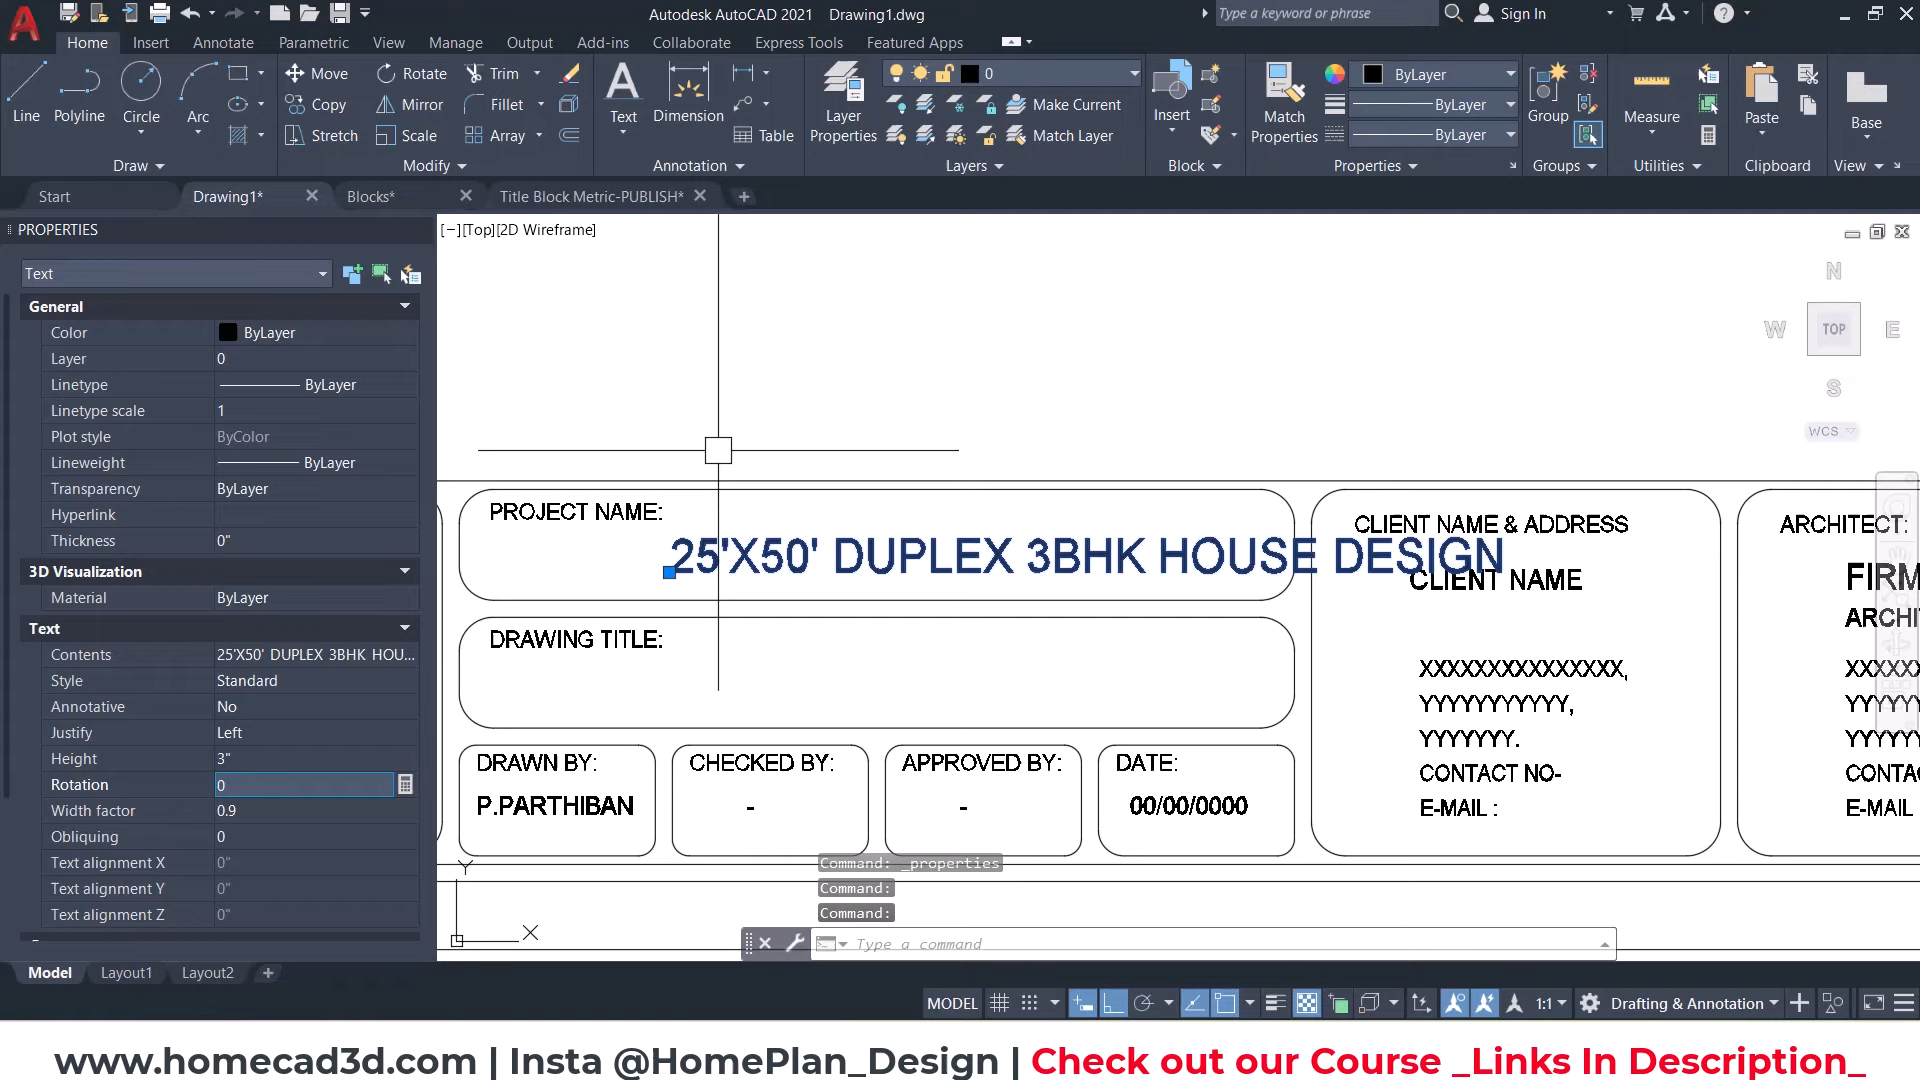 Autodesk AutoCAD 2021 Drawing1.dwg
Type a keyword or phrase
Sign In
Home Insert Annotate Parametric View Manage Output Add-ins Collaborate Express Tools Featured Apps
Line Polyline Circle Arc
Move Rotate Trim
Copy Mirror Fillet
Stretch Scale Array
Text Dimension Table
Layer Properties
0
Make Current
Match Layer
Insert
Match Properties
ByLayer
ByLayer
ByLayer
Group Measure Paste Base
Draw Modify Annotation Layers Block Properties Groups Utilities Clipboard View
Start Drawing1* Blocks* Title Block Metric-PUBLISH*
PROPERTIES
[−][Top][2D Wireframe]
Text
General
Color ByLayer
Layer 0
Linetype ByLayer
Linetype scale 1
Plot style ByColor
Lineweight ByLayer
Transparency ByLayer
Hyperlink
Thickness 0"
3D Visualization
Material ByLayer
Text
Contents 25'X50' DUPLEX 3BHK HOU...
Style Standard
Annotative No
Justify Left
Height 3"
Rotation 0
Width factor 0.9
Obliquing 0
Text alignment X 0"
Text alignment Y 0"
Text alignment Z 0"
N
W TOP E
S
WCS
PROJECT NAME:
25'X50' DUPLEX 3BHK HOUSE DESIGN
DRAWING TITLE:
DRAWN BY:
P.PARTHIBAN
CHECKED BY:
-
APPROVED BY:
-
DATE:
00/00/0000
CLIENT NAME & ADDRESS
CLIENT NAME
XXXXXXXXXXXXXXX,
YYYYYYYYYYY,
YYYYYYY.
CONTACT NO-
E-MAIL :
ARCHITECT:
FIRM
ARCHI
XXXXX
YYYYY
YYYYY
CONTAC
E-MAIL
Y
X
Command: _properties
Command:
Command:
Type a command
Model Layout1 Layout2
MODEL 1:1 Drafting & Annotation
www.homecad3d.com | Insta @HomePlan_Design | Check out our Course _Links In Description_